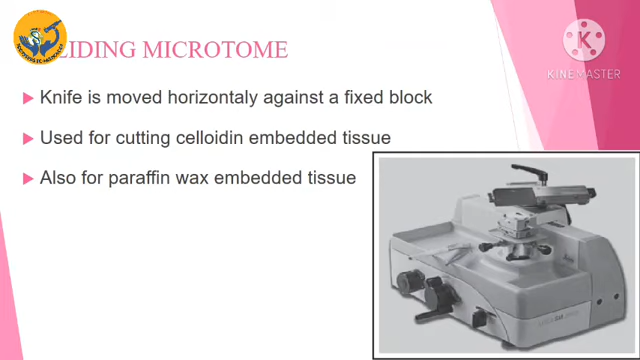 LIDING MICROTOME
K
KINEMASTER
Knife is moved horizontaly against a fixed block
Used for cutting celloidin embedded tissue
Also for paraffin wax embedded tissue